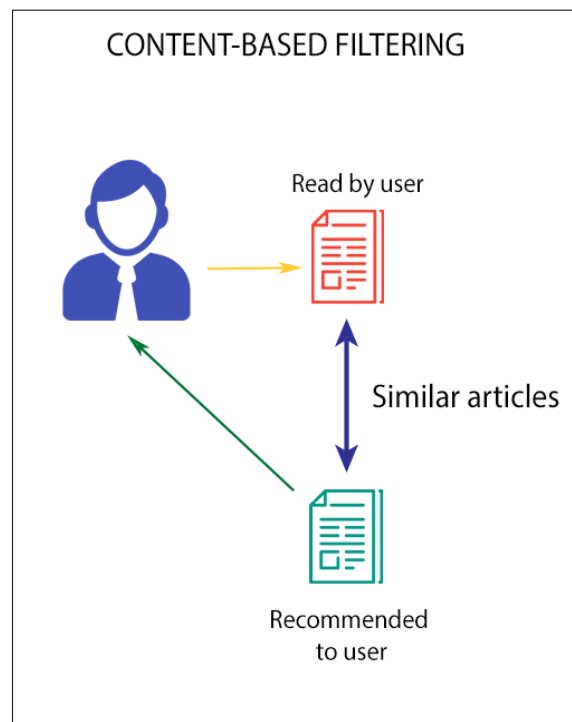 CONTENT-BASED FILTERING
Read by user
Similar articles
Recommended
to user